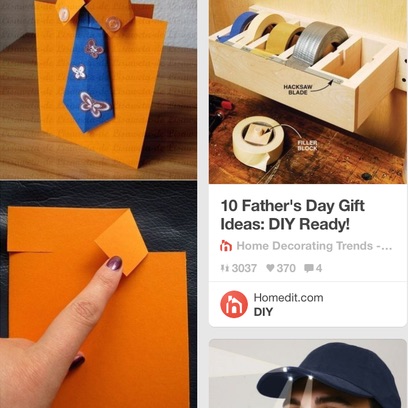 HACKSAW
BLADE
FILLER
BLOCK
10 Father's Day Gift
Ideas: DIY Ready!
Home Decorating Trends -...
3037 370 4
Homedit.com
DIY